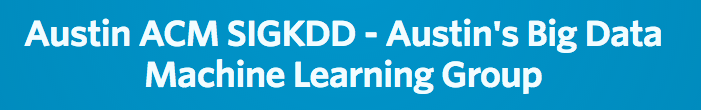 Austin ACM SIGKDD - Austin's Big Data
Machine Learning Group